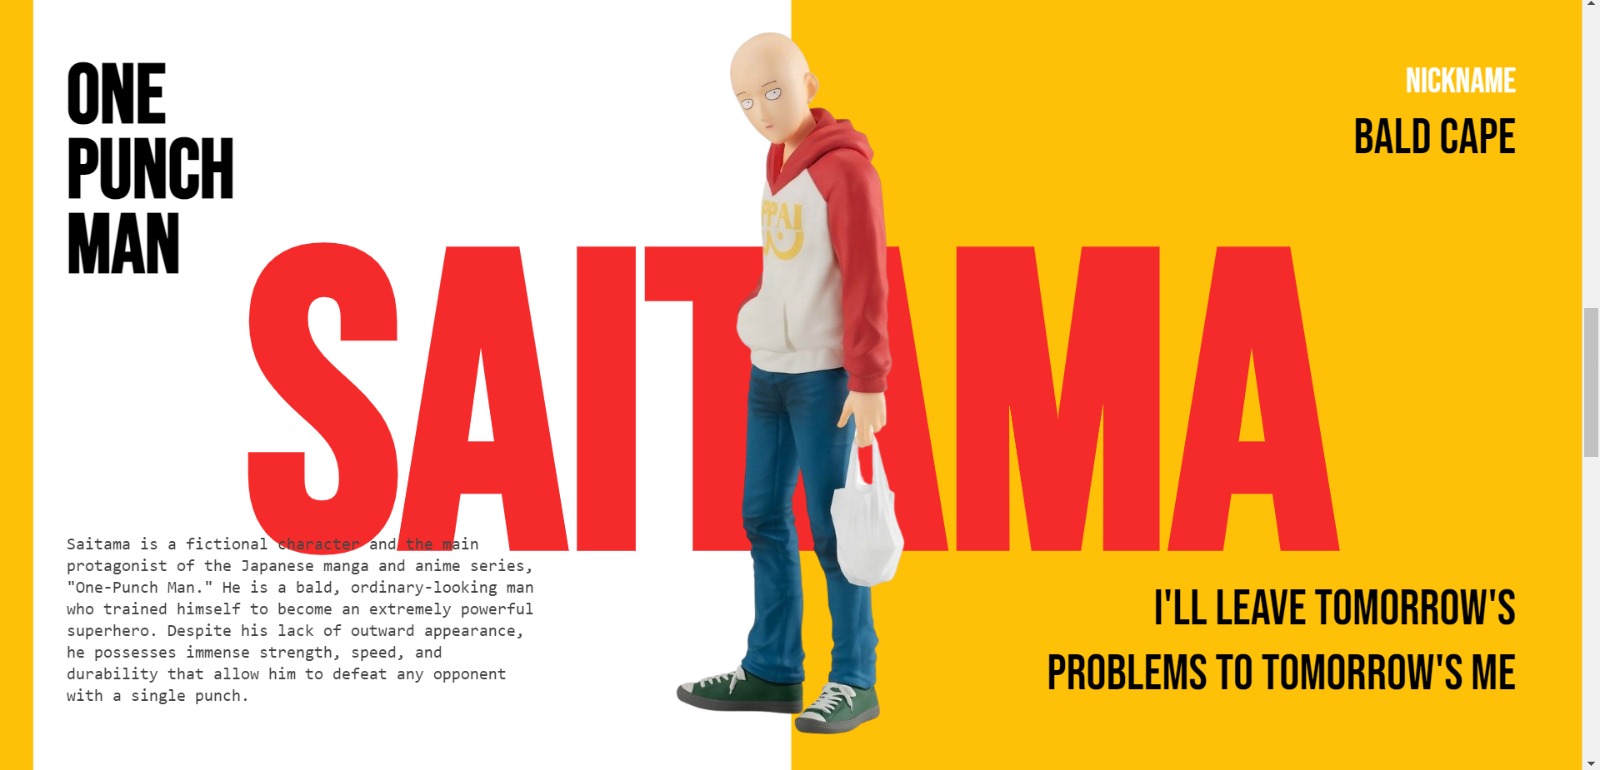 ONE
PUNCH
MAN
NICKNAME
BALD CAPE
SAITAMA
PPAI
Saitama is a fictional character and the main
protagonist of the Japanese manga and anime series,
"One-Punch Man." He is a bald, ordinary-looking man
who trained himself to become an extremely powerful
superhero. Despite his lack of outward appearance,
he possesses immense strength, speed, and
durability that allow him to defeat any opponent
with a single punch.
I'LL LEAVE TOMORROW'S
PROBLEMS TO TOMORROW'S ME